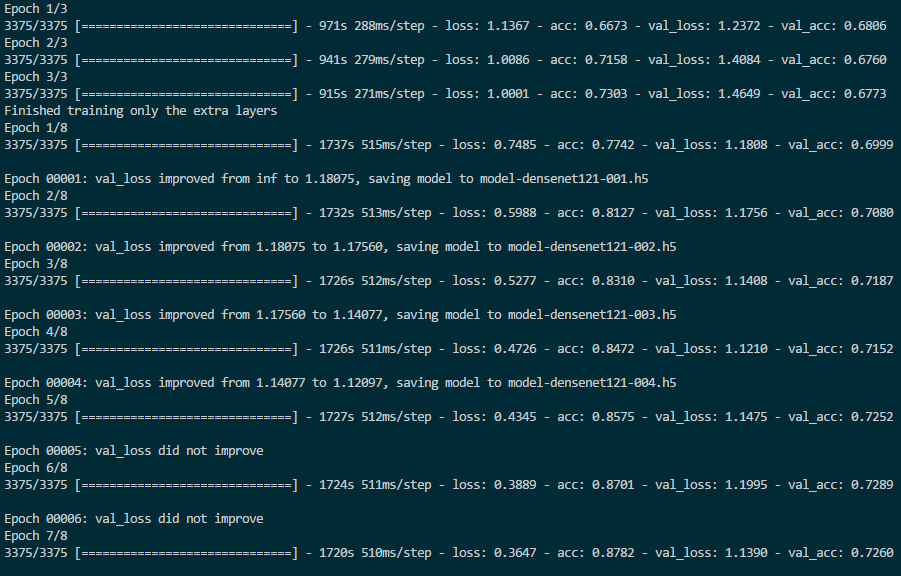 Epoch 1/3
3375/3375 [==============================] - 971s 288ms/step - loss: 1.1367 - acc: 0.6673 - val_loss: 1.2372 - val_acc: 0.6806
Epoch 2/3
3375/3375 [==============================] - 941s 279ms/step - loss: 1.0086 - acc: 0.7158 - val_loss: 1.4084 - val_acc: 0.6760
Epoch 3/3
3375/3375 [==============================] - 915s 271ms/step - loss: 1.0001 - acc: 0.7303 - val_loss: 1.4649 - val_acc: 0.6773
Finished training only the extra layers
Epoch 1/8
3375/3375 [==============================] - 1737s 515ms/step - loss: 0.7485 - acc: 0.7742 - val_loss: 1.1808 - val_acc: 0.6999
Epoch 00001: val_loss improved from inf to 1.18075, saving model to model-densenet121-001.h5
Epoch 2/8
3375/3375 [==============================] - 1732s 513ms/step - loss: 0.5988 - acc: 0.8127 - val_loss: 1.1756 - val_acc: 0.7080
Epoch 00002: val_loss improved from 1.18075 to 1.17560, saving model to model-densenet121-002.h5
Epoch 3/8
3375/3375 [==============================] - 1726s 512ms/step - loss: 0.5277 - acc: 0.8310 - val_loss: 1.1408 - val_acc: 0.7187
Epoch 00003: val_loss improved from 1.17560 to 1.14077, saving model to model-densenet121-003.h5
Epoch 4/8
3375/3375 [==============================] - 1726s 511ms/step - loss: 0.4726 - acc: 0.8472 - val_loss: 1.1210 - val_acc: 0.7152
Epoch 00004: val_loss improved from 1.14077 to 1.12097, saving model to model-densenet121-004.h5
Epoch 5/8
3375/3375 [==============================] - 1727s 512ms/step - loss: 0.4345 - acc: 0.8575 - val_loss: 1.1475 - val_acc: 0.7252
Epoch 00005: val_loss did not improve
Epoch 6/8
3375/3375 [==============================] - 1724s 511ms/step - loss: 0.3889 - acc: 0.8701 - val_loss: 1.1995 - val_acc: 0.7289
Epoch 00006: val_loss did not improve
Epoch 7/8
3375/3375 [==============================] - 1720s 510ms/step - loss: 0.3647 - acc: 0.8782 - val_loss: 1.1390 - val_acc: 0.7260